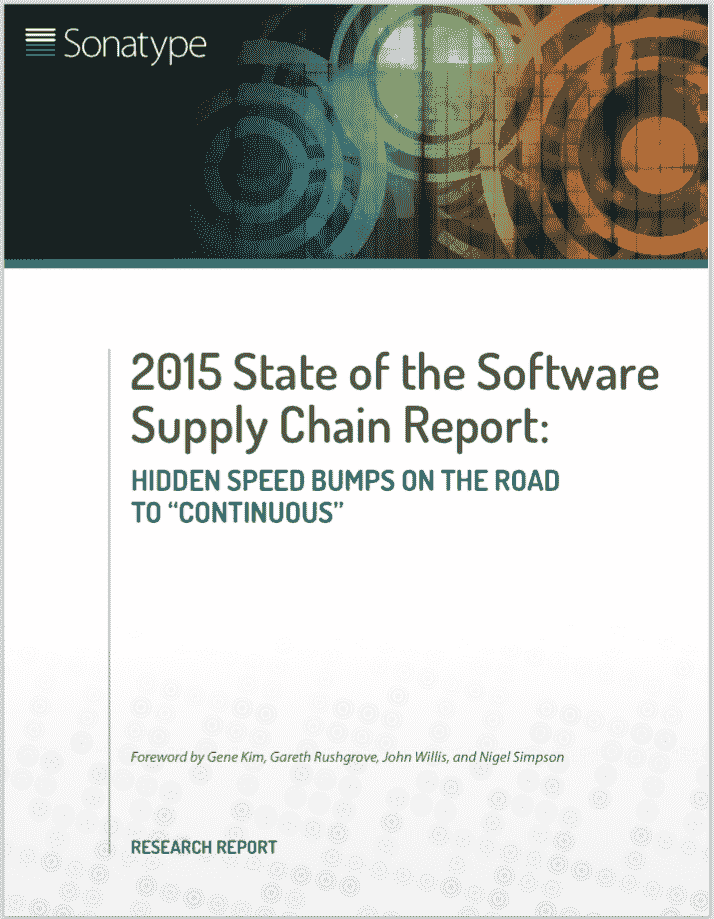 Sonatype
2015 State of the Software
Supply Chain Report:
HIDDEN SPEED BUMPS ON THE ROAD
TO “CONTINUOUS”
Foreword by Gene Kim, Gareth Rushgrove, John Willis, and Nigel Simpson
RESEARCH REPORT